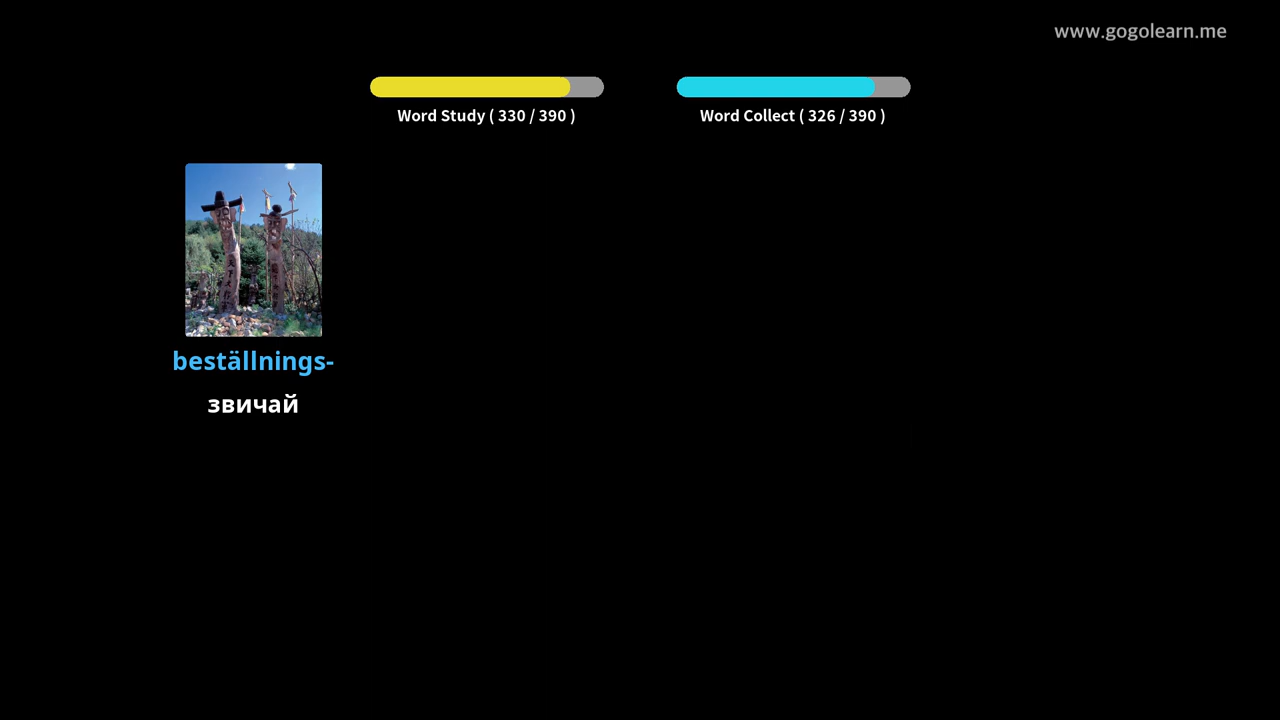 www.gogolearn.me
Word Study ( 330 / 390 )
Word Collect ( 326 / 390 )
beställnings-
звичай